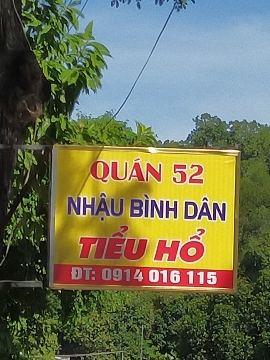 QUÁN 52
NHẬU BÌNH DÂN
TIỂU HỔ
ĐT: 0914 016 115